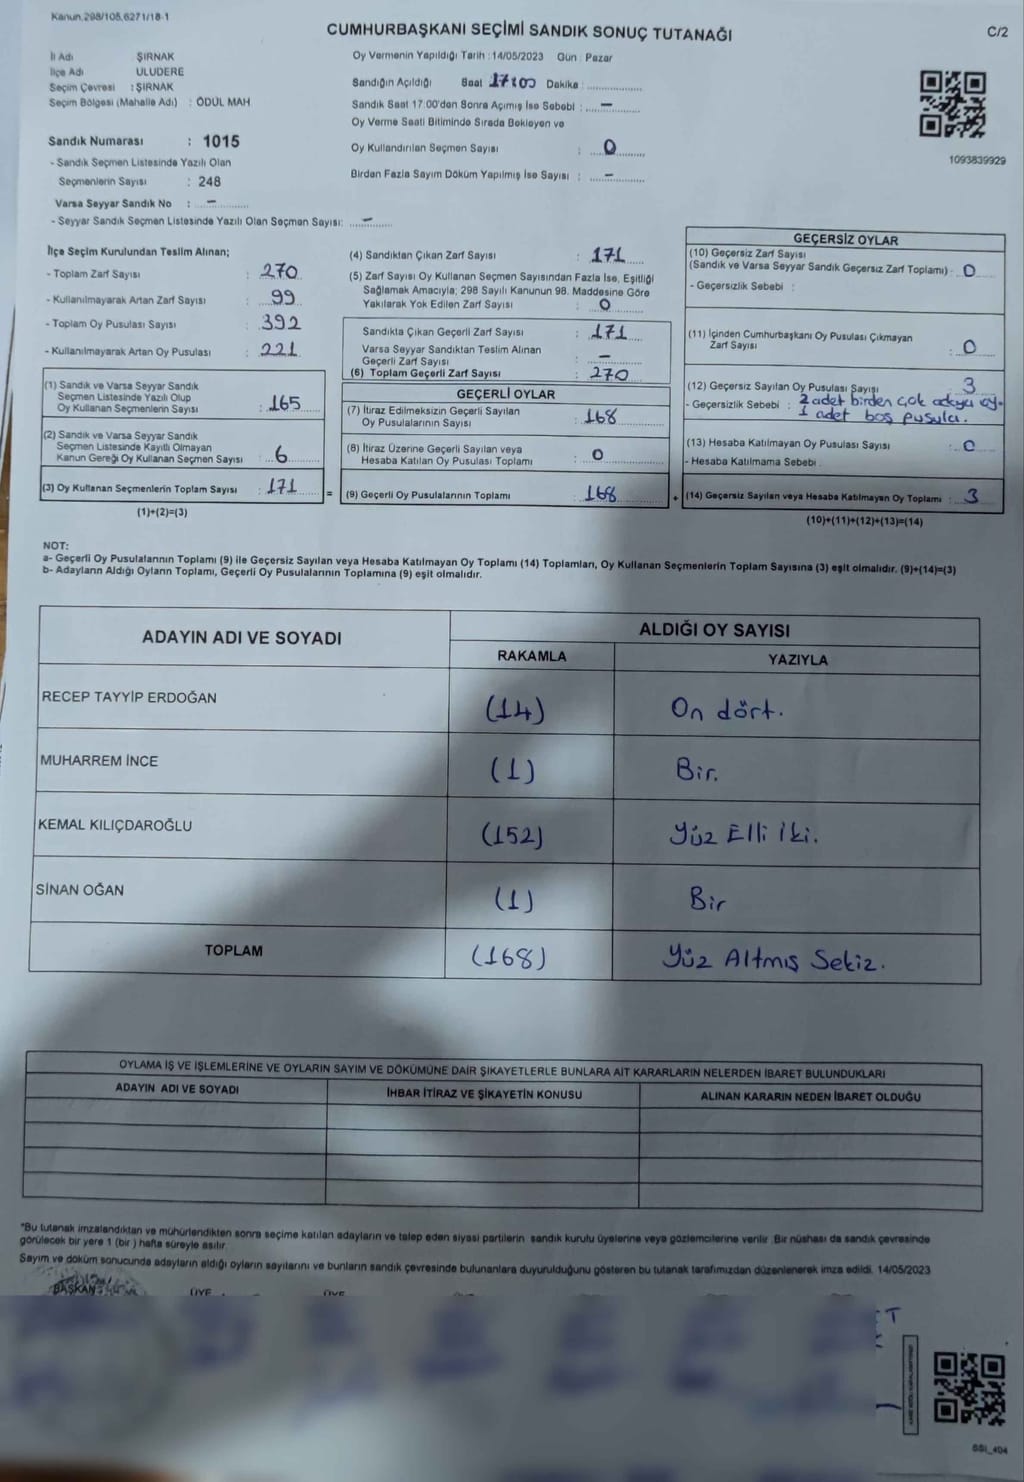 Kanun.298/105,6271/18-1
CUMHURBAŞKANI SEÇİMİ SANDIK SONUÇ TUTANAĞI
C/2
İl Adı ŞIRNAK
İlçe Adı ULUDERE
Seçim Çevresi : ŞIRNAK
Seçim Bölgesi (Mahalle Adı) : ÖDÜL MAH
Oy Vermenin Yapıldığı Tarih : 14/05/2023 Gün : Pazar
Sandığın Açıldığı Saat 17:00 Dakika :
Sandık Saat 17.00'dan Sonra Açımış İse Sebebi : –
Oy Verme Saati Bitiminde Sırada Bekleyen ve
Oy Kullandırılan Seçmen Sayısı : 0
Birden Fazla Sayım Döküm Yapılmış İse Sayısı : –
1093839929
Sandık Numarası : 1015
- Sandık Seçmen Listesinde Yazılı Olan
Seçmenlerin Sayısı : 248
Varsa Seyyar Sandık No : –
- Seyyar Sandık Seçmen Listesinde Yazılı Olan Seçmen Sayısı: –
İlçe Seçim Kurulundan Teslim Alınan;
- Toplam Zarf Sayısı : 270
- Kullanılmayarak Artan Zarf Sayısı : 99
- Toplam Oy Pusulası Sayısı : 392
- Kullanılmayarak Artan Oy Pusulası : 221
(1) Sandık ve Varsa Seyyar Sandık
Seçmen Listesinde Yazılı Olup
Oy Kullanan Seçmenlerin Sayısı : 165
(2) Sandık ve Varsa Seyyar Sandık
Seçmen Listesinde Kayıtlı Olmayan
Kanun Gereği Oy Kullanan Seçmen Sayısı : 6
(3) Oy Kullanan Seçmenlerin Toplam Sayısı : 171
(1)+(2)=(3)
(4) Sandıktan Çıkan Zarf Sayısı : 171
(5) Zarf Sayısı Oy Kullanan Seçmen Sayısından Fazla İse, Eşitliği
Sağlamak Amacıyla; 298 Sayılı Kanunun 98. Maddesine Göre
Yakılarak Yok Edilen Zarf Sayısı : 0
Sandıkta Çıkan Geçerli Zarf Sayısı : 171
Varsa Seyyar Sandıktan Teslim Alınan
Geçerli Zarf Sayısı : –
(6) Toplam Geçerli Zarf Sayısı : 270
GEÇERLİ OYLAR
(7) İtiraz Edilmeksizin Geçerli Sayılan
Oy Pusulalarının Sayısı : 168
(8) İtiraz Üzerine Geçerli Sayılan veya
Hesaba Katılan Oy Pusulası Toplamı : 0
= (9) Geçerli Oy Pusulalarının Toplamı : 168
GEÇERSİZ OYLAR
(10) Geçersiz Zarf Sayısı
(Sandık ve Varsa Seyyar Sandık Geçersiz Zarf Toplamı) : 0
- Geçersizlik Sebebi :
(11) İçinden Cumhurbaşkanı Oy Pusulası Çıkmayan
Zarf Sayısı : 0
(12) Geçersiz Sayılan Oy Pusulası Sayısı : 3
- Geçersizlik Sebebi : 2 adet birden çok adaya oy.
1 adet boş pusula.
(13) Hesaba Katılmayan Oy Pusulası Sayısı : 0
- Hesaba Katılmama Sebebi
+ (14) Geçersiz Sayılan veya Hesaba Katılmayan Oy Toplamı : 3
(10)+(11)+(12)+(13)=(14)
NOT:
a- Geçerli Oy Pusulalarının Toplamı (9) ile Geçersiz Sayılan veya Hesaba Katılmayan Oy Toplamı (14) Toplamları, Oy Kullanan Seçmenlerin Toplam Sayısına (3) eşit olmalıdır. (9)+(14)=(3)
b- Adayların Aldığı Oyların Toplamı, Geçerli Oy Pusulalarının Toplamına (9) eşit olmalıdır.
ADAYIN ADI VE SOYADI
ALDIĞI OY SAYISI
RAKAMLA YAZIYLA
RECEP TAYYİP ERDOĞAN (14) On dört.
MUHARREM İNCE (1) Bir.
KEMAL KILIÇDAROĞLU (152) Yüz Elli iki.
SİNAN OĞAN (1) Bir
TOPLAM (168) Yüz Altmış Sekiz.
OYLAMA İŞ VE İŞLEMLERİNE VE OYLARIN SAYIM VE DÖKÜMÜNE DAİR ŞİKAYETLERLE BUNLARA AİT KARARLARIN NELERDEN İBARET BULUNDUKLARI
ADAYIN ADI VE SOYADI İHBAR İTİRAZ VE ŞİKAYETİN KONUSU ALINAN KARARIN NEDEN İBARET OLDUĞU
*Bu tutanak imzalandıktan ve mühürlendikten sonra seçime katılan adayların ve talep eden siyasi partilerin sandık kurulu üyelerine veya gözlemcilerine verilir. Bir nüshası da sandık çevresinde
görülecek bir yere 1 (bir ) hafta süreyle asılır.
Sayım ve döküm sonucunda adayların aldığı oyların sayılarını ve bunların sandık çevresinde bulunanlara duyurulduğunu gösteren bu tutanak tarafımızdan düzenlenerek imza edildi. 14/05/2023
BAŞKAN ÜYE ÜYE
SSI_404